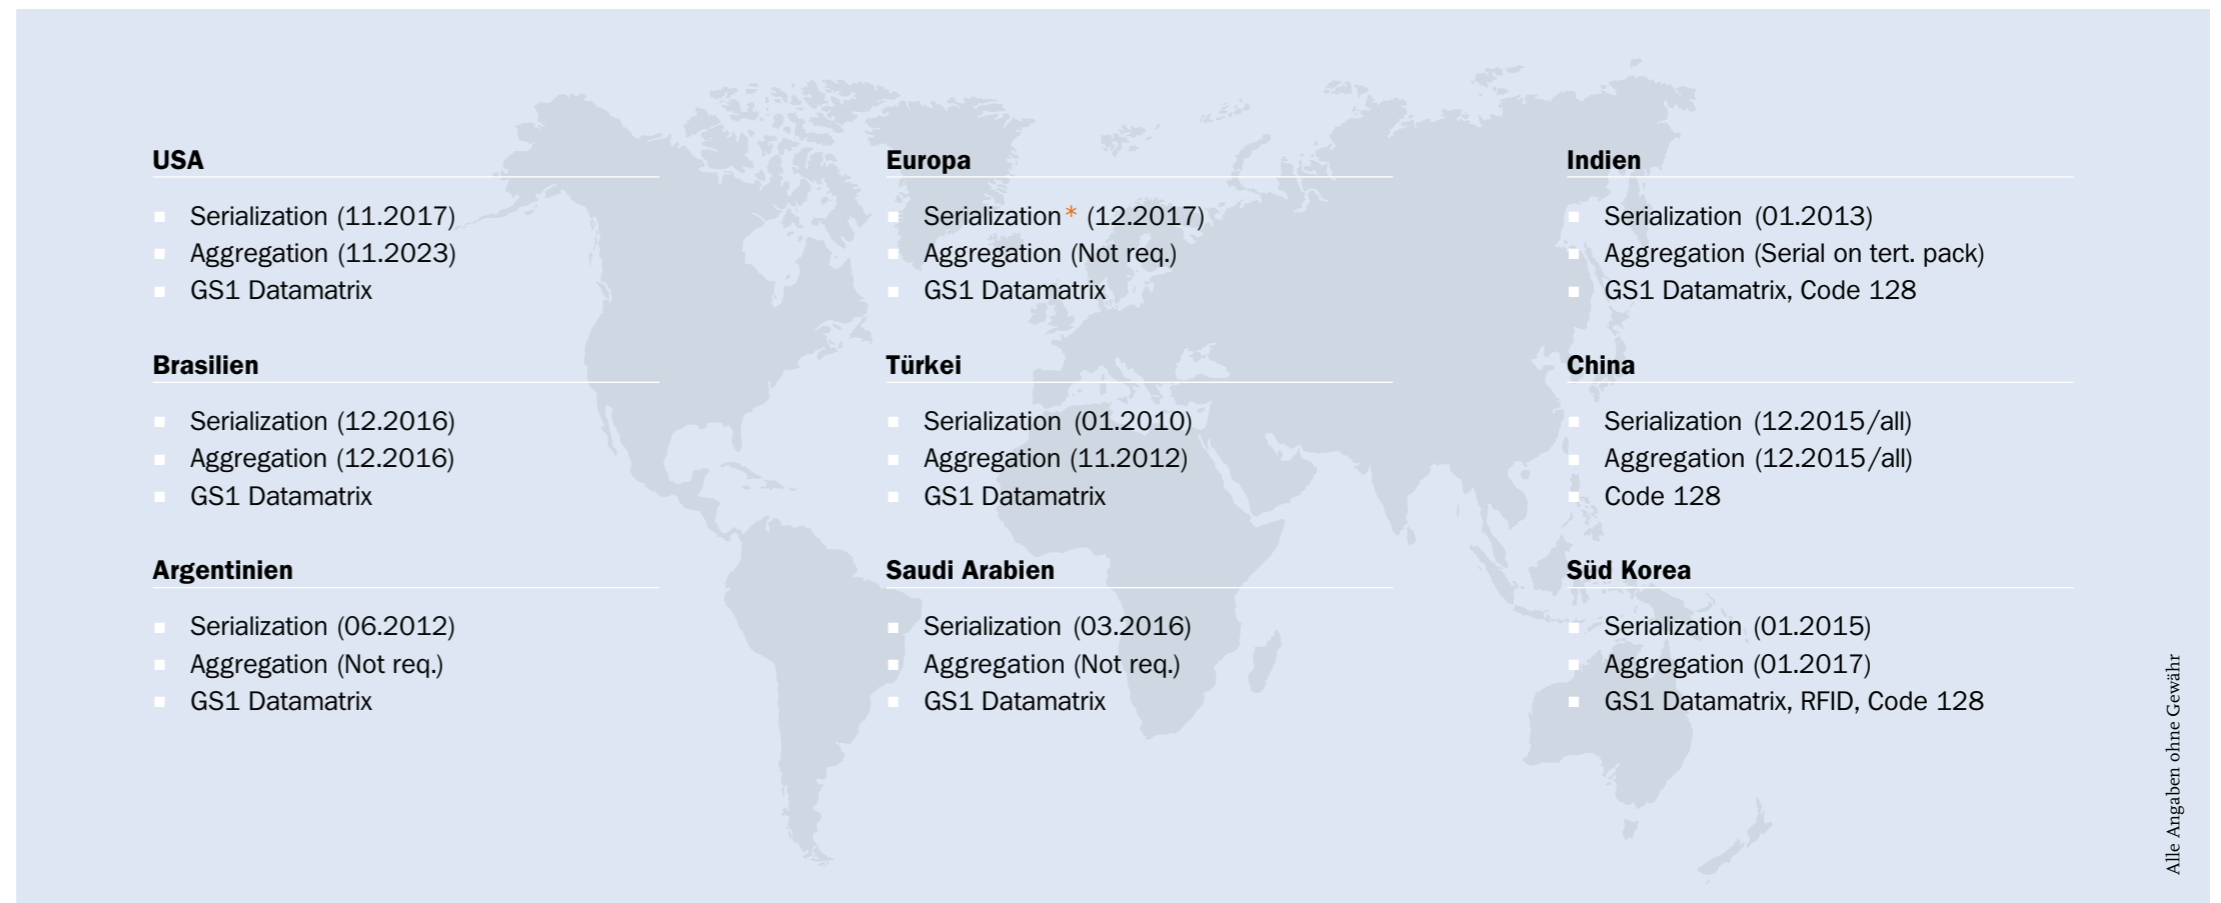 USA
Serialization (11.2017)
Aggregation (11.2023)
GS1 Datamatrix
Brasilien
Serialization (12.2016)
Aggregation (12.2016)
GS1 Datamatrix
Argentinien
Serialization (06.2012)
Aggregation (Not req.)
GS1 Datamatrix
Europa
Serialization* (12.2017)
Aggregation (Not req.)
GS1 Datamatrix
Türkei
Serialization (01.2010)
Aggregation (11.2012)
GS1 Datamatrix
Saudi Arabien
Serialization (03.2016)
Aggregation (Not req.)
GS1 Datamatrix
Indien
Serialization (01.2013)
Aggregation (Serial on tert. pack)
GS1 Datamatrix, Code 128
China
Serialization (12.2015/all)
Aggregation (12.2015/all)
Code 128
Süd Korea
Serialization (01.2015)
Aggregation (01.2017)
GS1 Datamatrix, RFID, Code 128
Alle Angaben ohne Gewähr